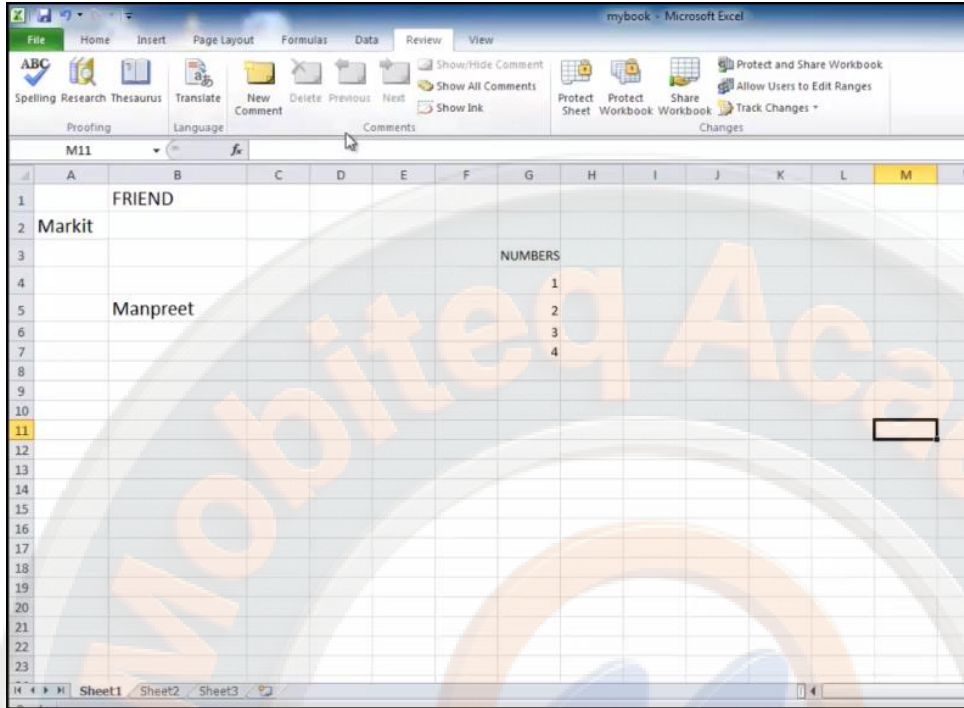 mybook - Microsoft Excel
File Home Insert Page Layout Formulas Data Review View
ABC
Spelling Research Thesaurus Translate New Comment Delete Previous Next Show/Hide Comment Show All Comments Show Ink Protect Sheet Protect Workbook Share Workbook Protect and Share Workbook Allow Users to Edit Ranges Track Changes
Proofing Language Comments Changes
M11 fx
A B C D E F G H I J K L M
1 FRIEND
2 Markit
3 NUMBERS
4 1
5 Manpreet 2
6 3
7 4
8
9
10
11
12
13
14
15
16
17
18
19
20
21
22
23
Sheet1 Sheet2 Sheet3
Mobiteq Aca